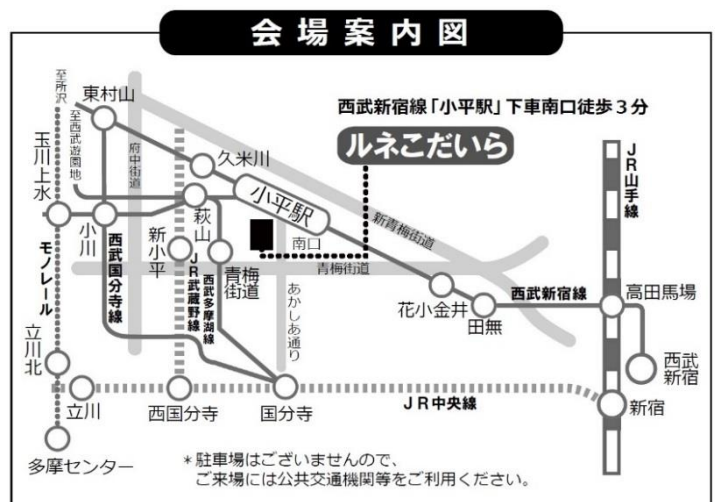 会場案内図
西武新宿線「小平駅」下車南口徒歩3分
ルネこだいら
至所沢
東村山
至西武遊園地
府中街道
久米川
JR山手線
玉川上水
小平駅
新青梅街道
萩山
小川
新小平
南口
青梅街道
青梅街道
モノレール
西武国分寺線
JR武蔵野線
西武多摩湖線
あかしあ通り
花小金井
田無
西武新宿線
高田馬場
立川北
西武新宿
立川
西国分寺
国分寺
JR中央線
新宿
多摩センター
*駐車場はございませんので、
ご来場には公共交通機関等をご利用ください。